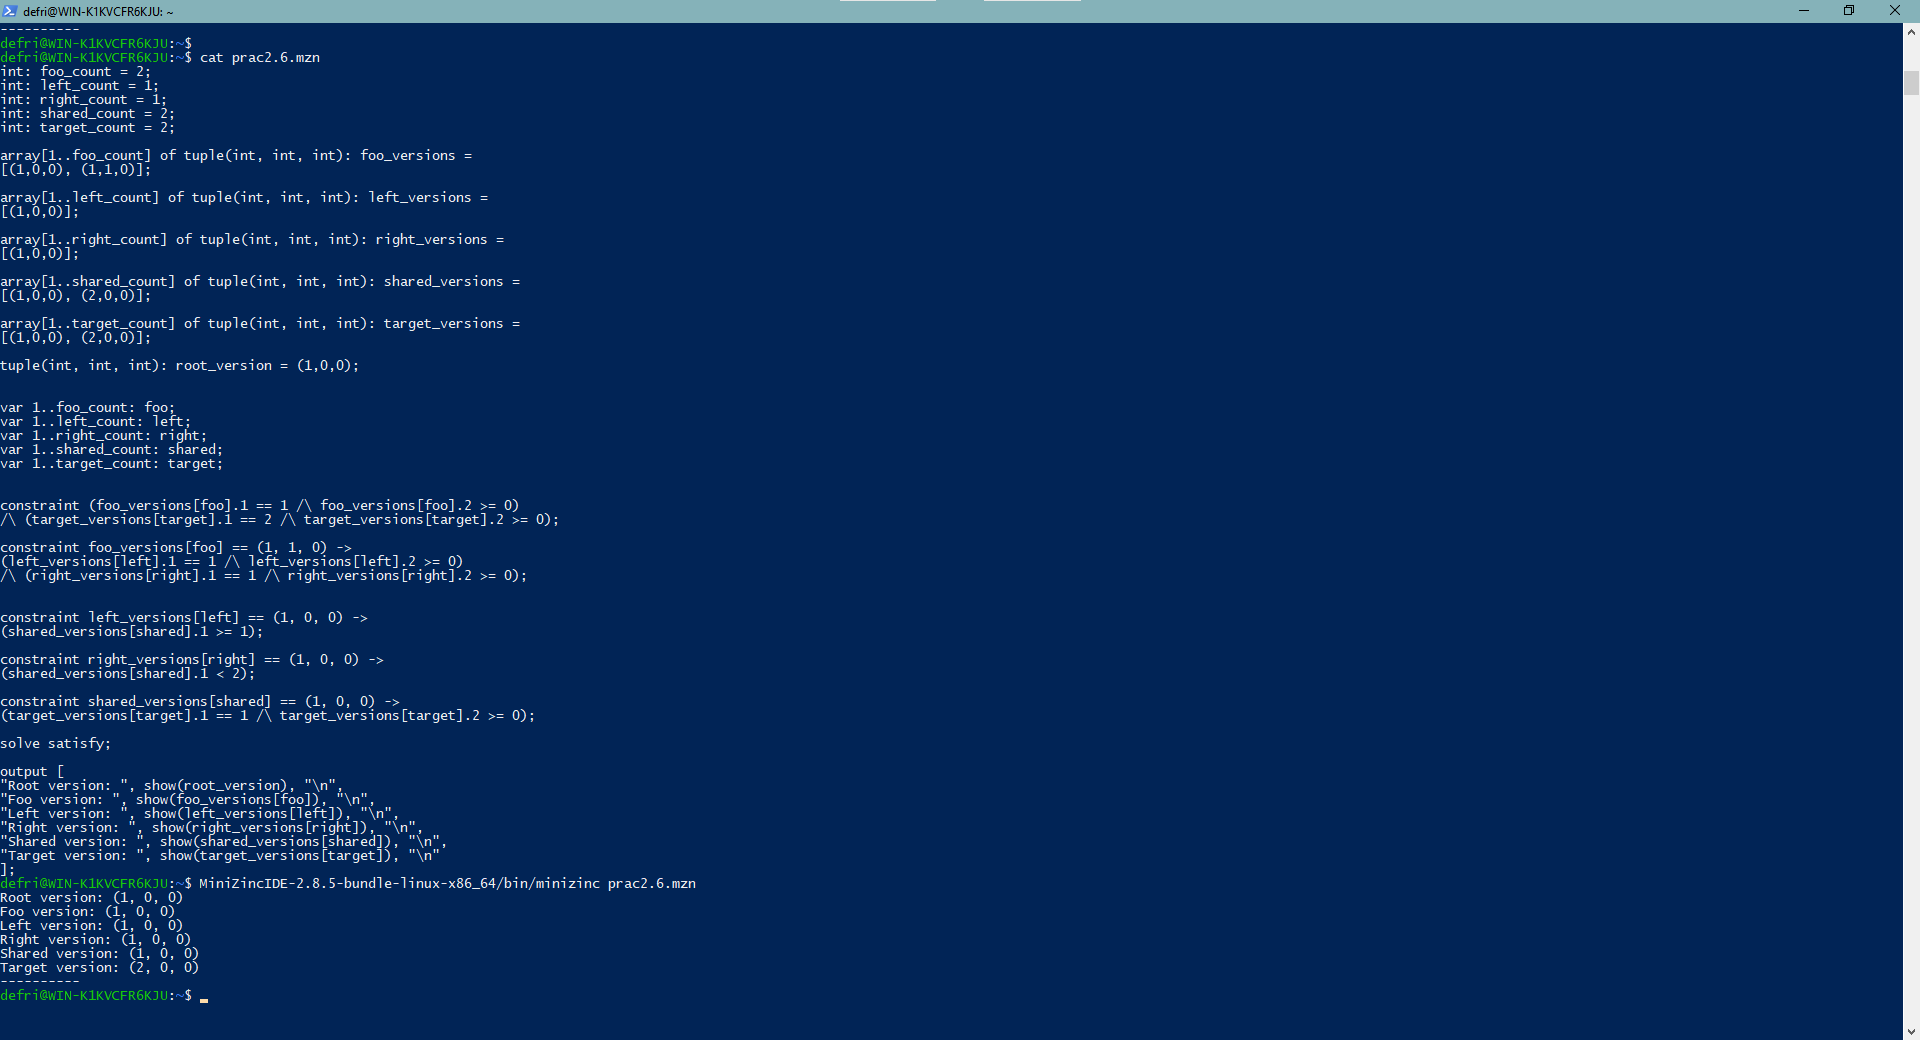 defri@WIN-K1KVCFR6KJU: ~
----------
defri@WIN-K1KVCFR6KJU:~$
defri@WIN-K1KVCFR6KJU:~$ cat prac2.6.mzn
int: foo_count = 2;
int: left_count = 1;
int: right_count = 1;
int: shared_count = 2;
int: target_count = 2;
array[1..foo_count] of tuple(int, int, int): foo_versions =
[(1,0,0), (1,1,0)];
array[1..left_count] of tuple(int, int, int): left_versions =
[(1,0,0)];
array[1..right_count] of tuple(int, int, int): right_versions =
[(1,0,0)];
array[1..shared_count] of tuple(int, int, int): shared_versions =
[(1,0,0), (2,0,0)];
array[1..target_count] of tuple(int, int, int): target_versions =
[(1,0,0), (2,0,0)];
tuple(int, int, int): root_version = (1,0,0);
var 1..foo_count: foo;
var 1..left_count: left;
var 1..right_count: right;
var 1..shared_count: shared;
var 1..target_count: target;
constraint (foo_versions[foo].1 == 1 /\ foo_versions[foo].2 >= 0)
/\ (target_versions[target].1 == 2 /\ target_versions[target].2 >= 0);
constraint foo_versions[foo] == (1, 1, 0) ->
(left_versions[left].1 == 1 /\ left_versions[left].2 >= 0)
/\ (right_versions[right].1 == 1 /\ right_versions[right].2 >= 0);
constraint left_versions[left] == (1, 0, 0) ->
(shared_versions[shared].1 >= 1);
constraint right_versions[right] == (1, 0, 0) ->
(shared_versions[shared].1 < 2);
constraint shared_versions[shared] == (1, 0, 0) ->
(target_versions[target].1 == 1 /\ target_versions[target].2 >= 0);
solve satisfy;
output [
"Root version: ", show(root_version), "\n",
"Foo version: ", show(foo_versions[foo]), "\n",
"Left version: ", show(left_versions[left]), "\n",
"Right version: ", show(right_versions[right]), "\n",
"Shared version: ", show(shared_versions[shared]), "\n",
"Target version: ", show(target_versions[target]), "\n"
];
defri@WIN-K1KVCFR6KJU:~$ MiniZincIDE-2.8.5-bundle-linux-x86_64/bin/minizinc prac2.6.mzn
Root version: (1, 0, 0)
Foo version: (1, 0, 0)
Left version: (1, 0, 0)
Right version: (1, 0, 0)
Shared version: (1, 0, 0)
Target version: (2, 0, 0)
----------
defri@WIN-K1KVCFR6KJU:~$